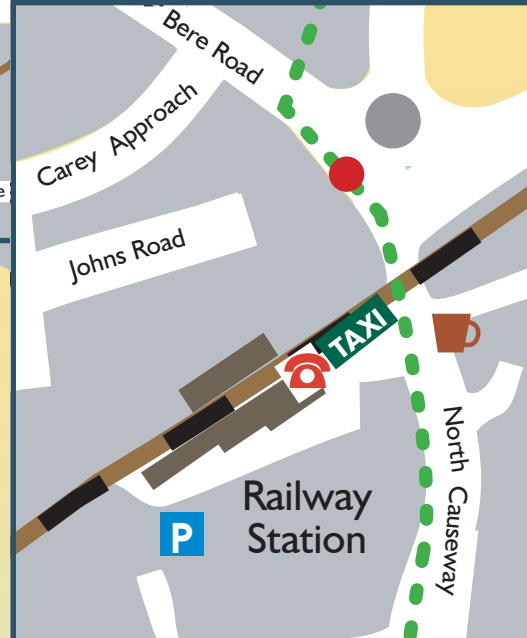 Bere Road
Carey Approach
Johns Road
TAXI
North Causeway
Railway
Station
P